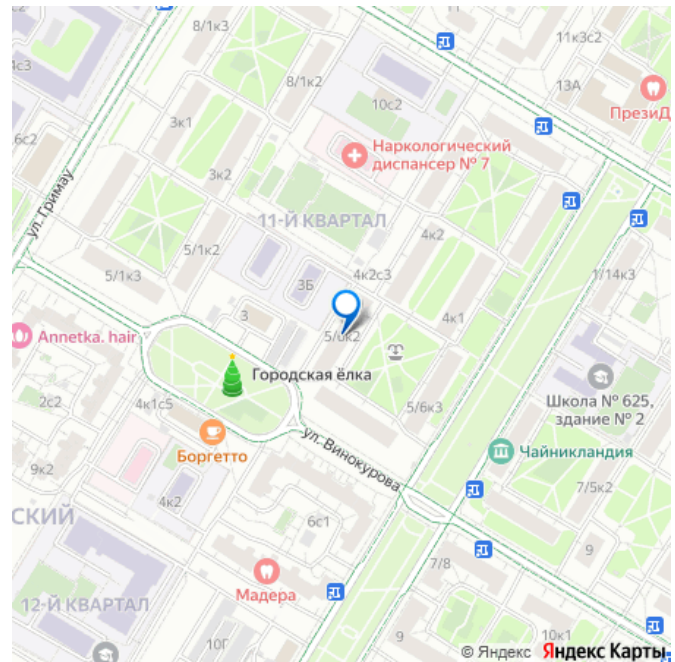 8/1к3
11к3с2
4с3
8/1к2
13А
10с2
ПрезиД
3к1
6с2
Наркологический
диспансер № 7
3к2
ул. Гримау
11-Й КВАРТАЛ
4к2
5/1к2
4к2с3
5/1к3
3Б
1/14к3
3
4к1
5/6к2
Annetka. hair
Городская ёлка
Школа № 625,
здание № 2
2с2
4к1с5
5/6к3
ул. Винокурова
Чайникландия
Боргетто
9к2
4к2
7/5к2
СКИЙ
6с1
9
7/8
Мадера
12-Й КВАРТАЛ
10Г
9
10к1
© Яндекс Яндекс Карты